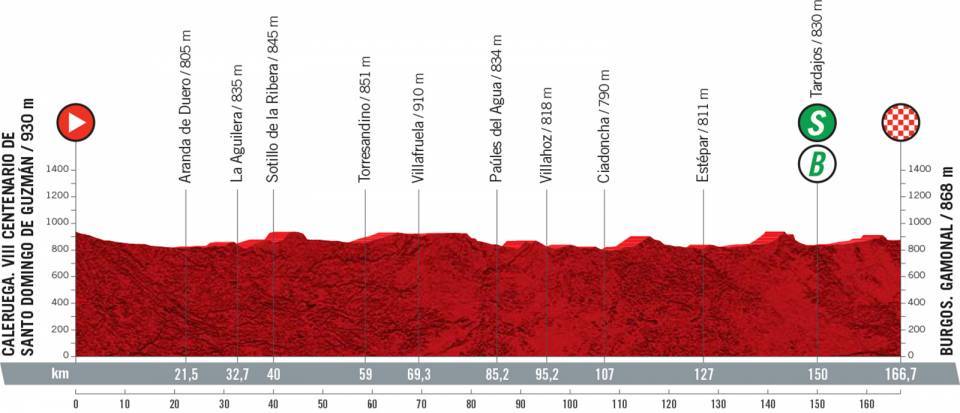 CALERUEGA. VIII CENTENARIO DE
SANTO DOMINGO DE GUZMÁN / 930 m
Aranda de Duero / 805 m
La Aguilera / 835 m
Sotillo de la Ribera / 845 m
Torresandino / 851 m
Villafruela / 910 m
Paúles del Agua / 834 m
Villahoz / 818 m
Ciadoncha / 790 m
Estépar / 811 m
Tardajos / 830 m
S
B
BURGOS. GAMONAL / 868 m
1400
1200
1000
800
600
400
200
0
1400
1200
1000
800
600
400
200
0
km 21,5 32,7 40 59 69,3 85,2 95,2 107 127 150 166,7
0 10 20 30 40 50 60 70 80 90 100 110 120 130 140 150 160